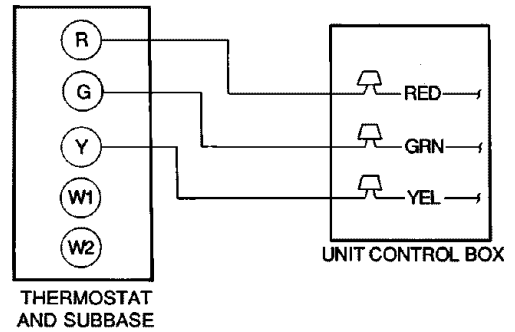 R
G
Y
W1
W2
RED
GRN
YEL
UNIT CONTROL BOX
THERMOSTAT
AND SUBBASE